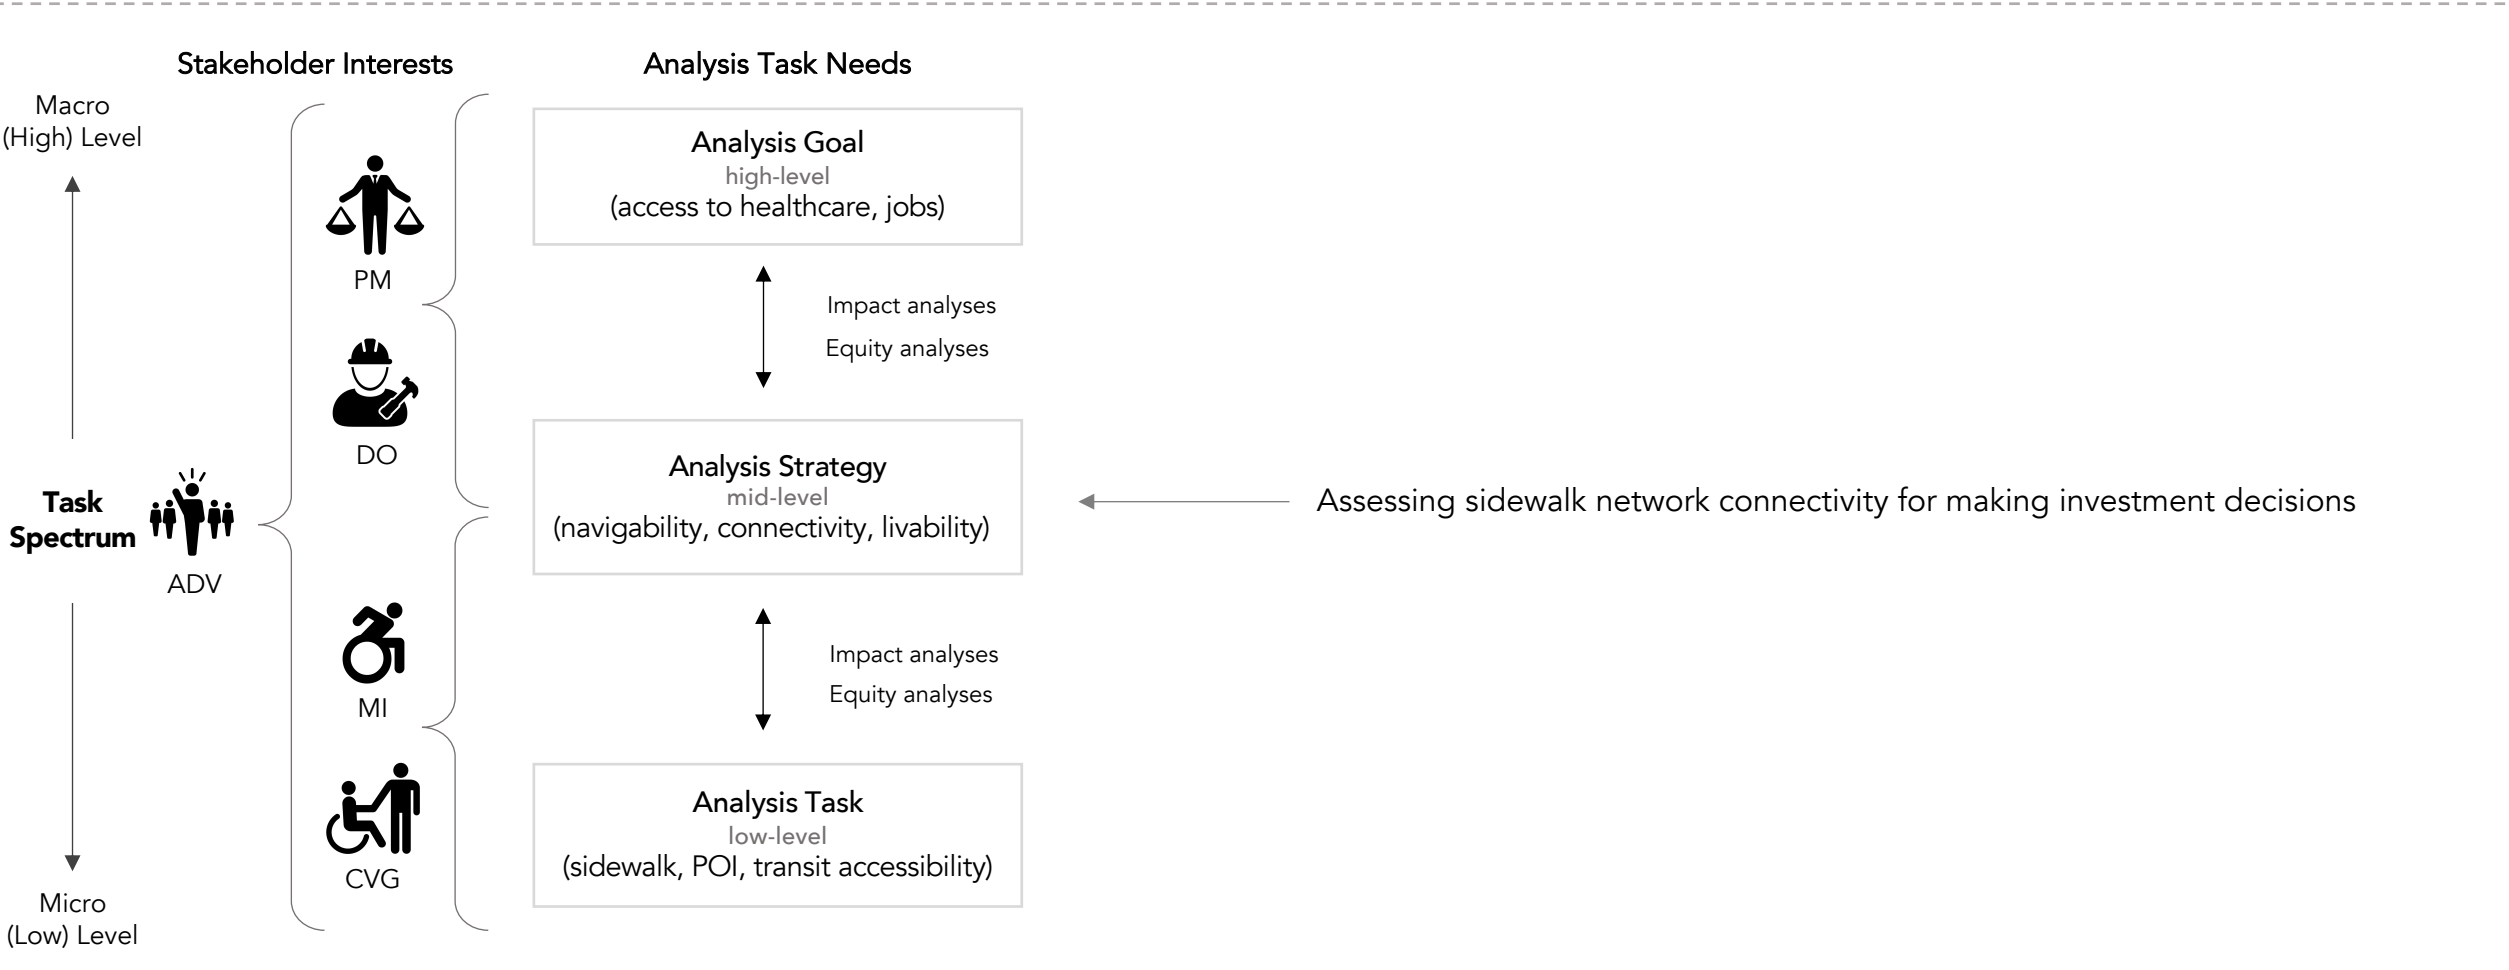 Stakeholder Interests
Analysis Task Needs
Macro
(High) Level
Task
Spectrum
Micro
(Low) Level
ADV
PM
DO
MI
CVG
Analysis Goal
high-level
(access to healthcare, jobs)
Impact analyses
Equity analyses
Analysis Strategy
mid-level
(navigability, connectivity, livability)
Impact analyses
Equity analyses
Analysis Task
low-level
(sidewalk, POI, transit accessibility)
Assessing sidewalk network connectivity for making investment decisions